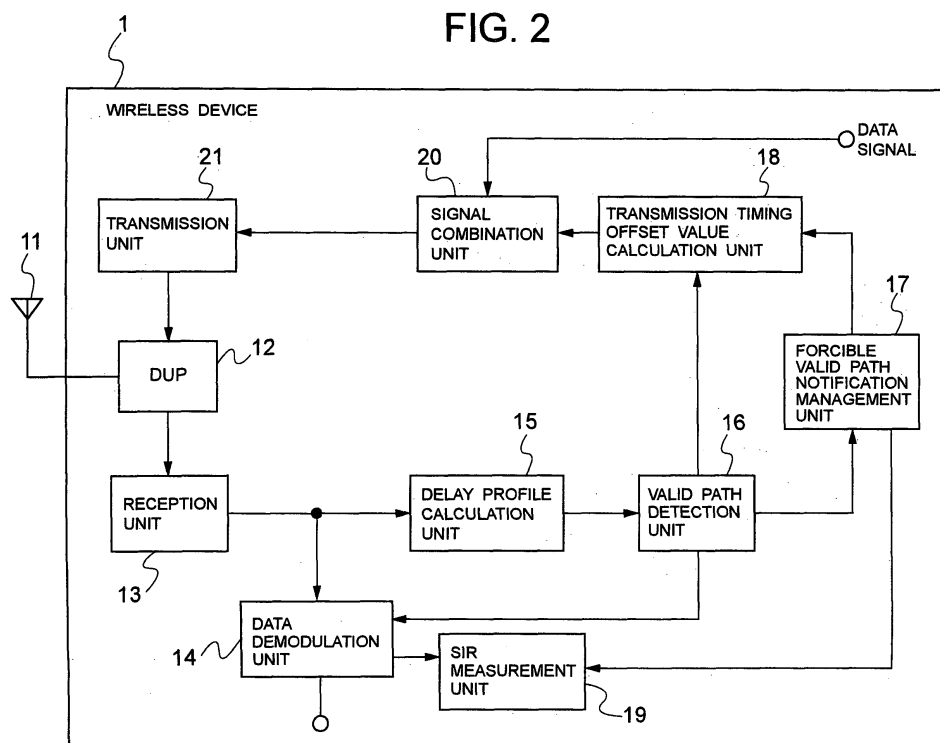 FIG. 2
1
WIRELESS DEVICE
DATA
SIGNAL
21
TRANSMISSION
UNIT
20
SIGNAL
COMBINATION
UNIT
18
TRANSMISSION TIMING
OFFSET VALUE
CALCULATION UNIT
11
17
FORCIBLE
VALID PATH
NOTIFICATION
MANAGEMENT
UNIT
DUP
12
RECEPTION
UNIT
13
15
DELAY PROFILE
CALCULATION
UNIT
16
VALID PATH
DETECTION
UNIT
DATA
DEMODULATION
UNIT
14
SIR
MEASUREMENT
UNIT
19